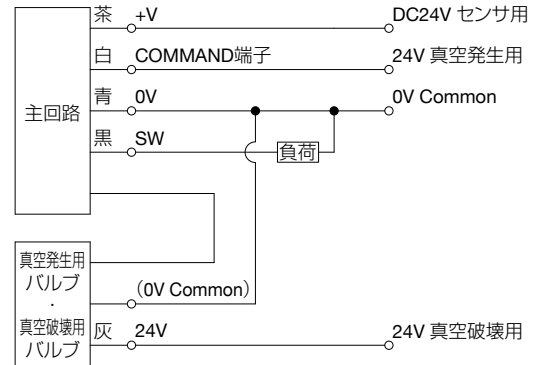 茶 +V DC24V センサ用
白 COMMAND端子 24V 真空発生用
青 0V 0V Common
主回路
黒 SW
負荷
真空発生用
バルブ
・
真空破壊用
バルブ
(0V Common)
灰 24V 24V 真空破壊用